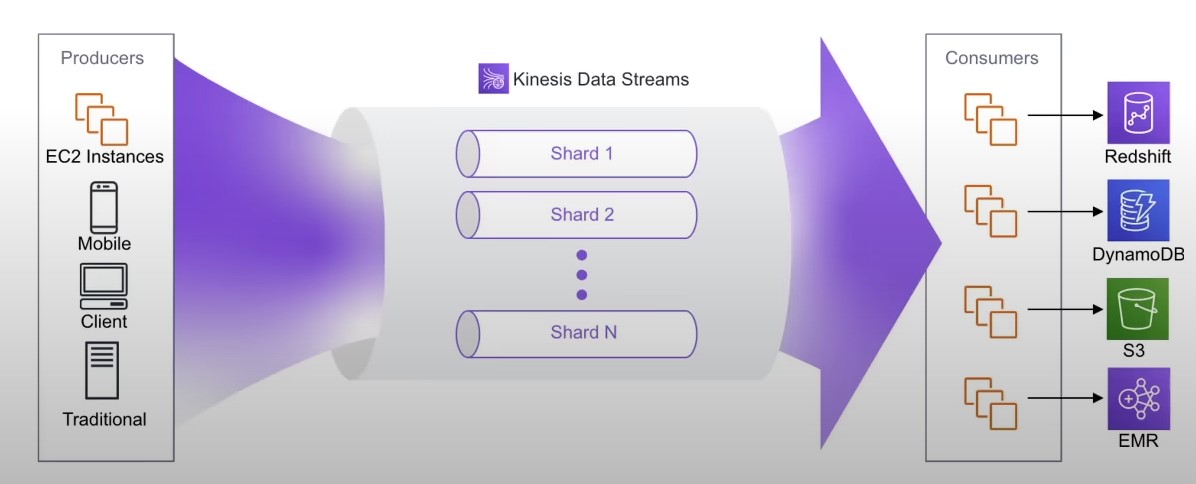 Producers
EC2 Instances
Mobile
Client
Traditional
Kinesis Data Streams
Shard 1
Shard 2
Shard N
Consumers
Redshift
DynamoDB
S3
EMR